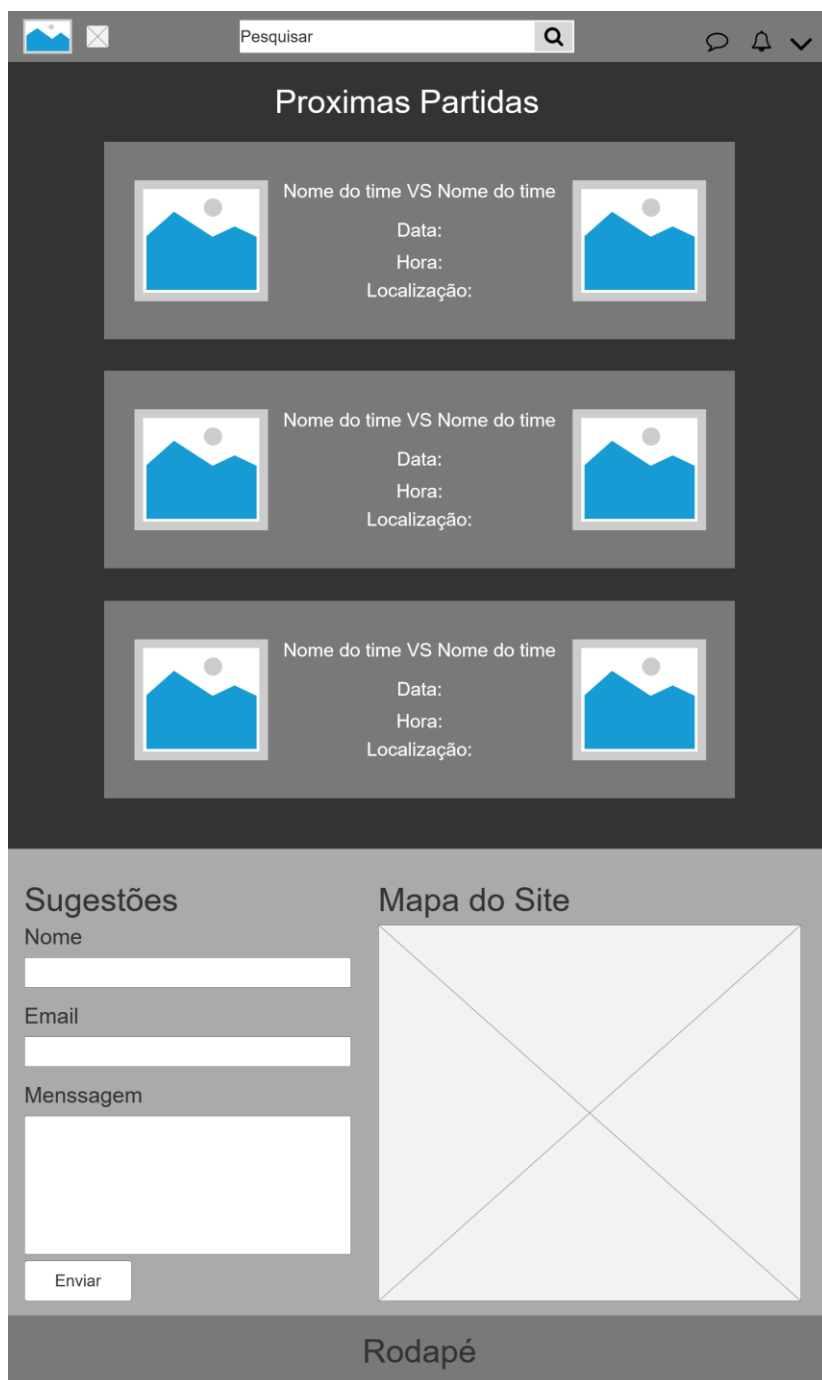 Pesquisar
Proximas Partidas
Nome do time VS Nome do time
Data:
Hora:
Localização:
Nome do time VS Nome do time
Data:
Hora:
Localização:
Nome do time VS Nome do time
Data:
Hora:
Localização:
Sugestões
Nome
Email
Menssagem
Enviar
Mapa do Site
Rodapé